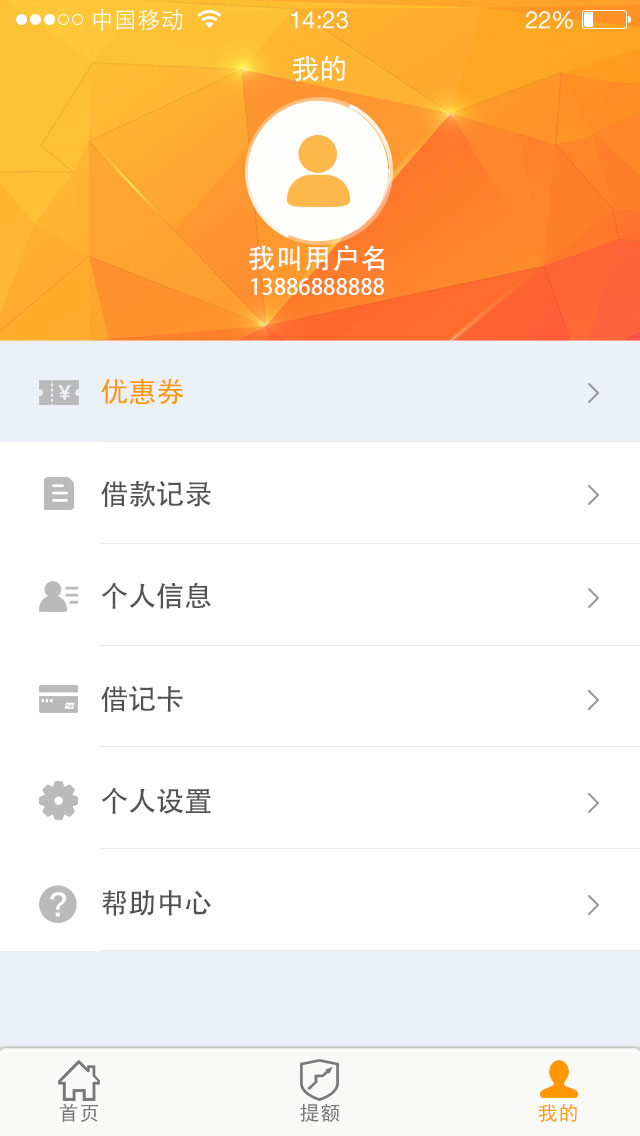 中国移动 14:23 22%
我的
我叫用户名
13886888888
优惠券
借款记录
个人信息
借记卡
个人设置
帮助中心
首页 提额 我的